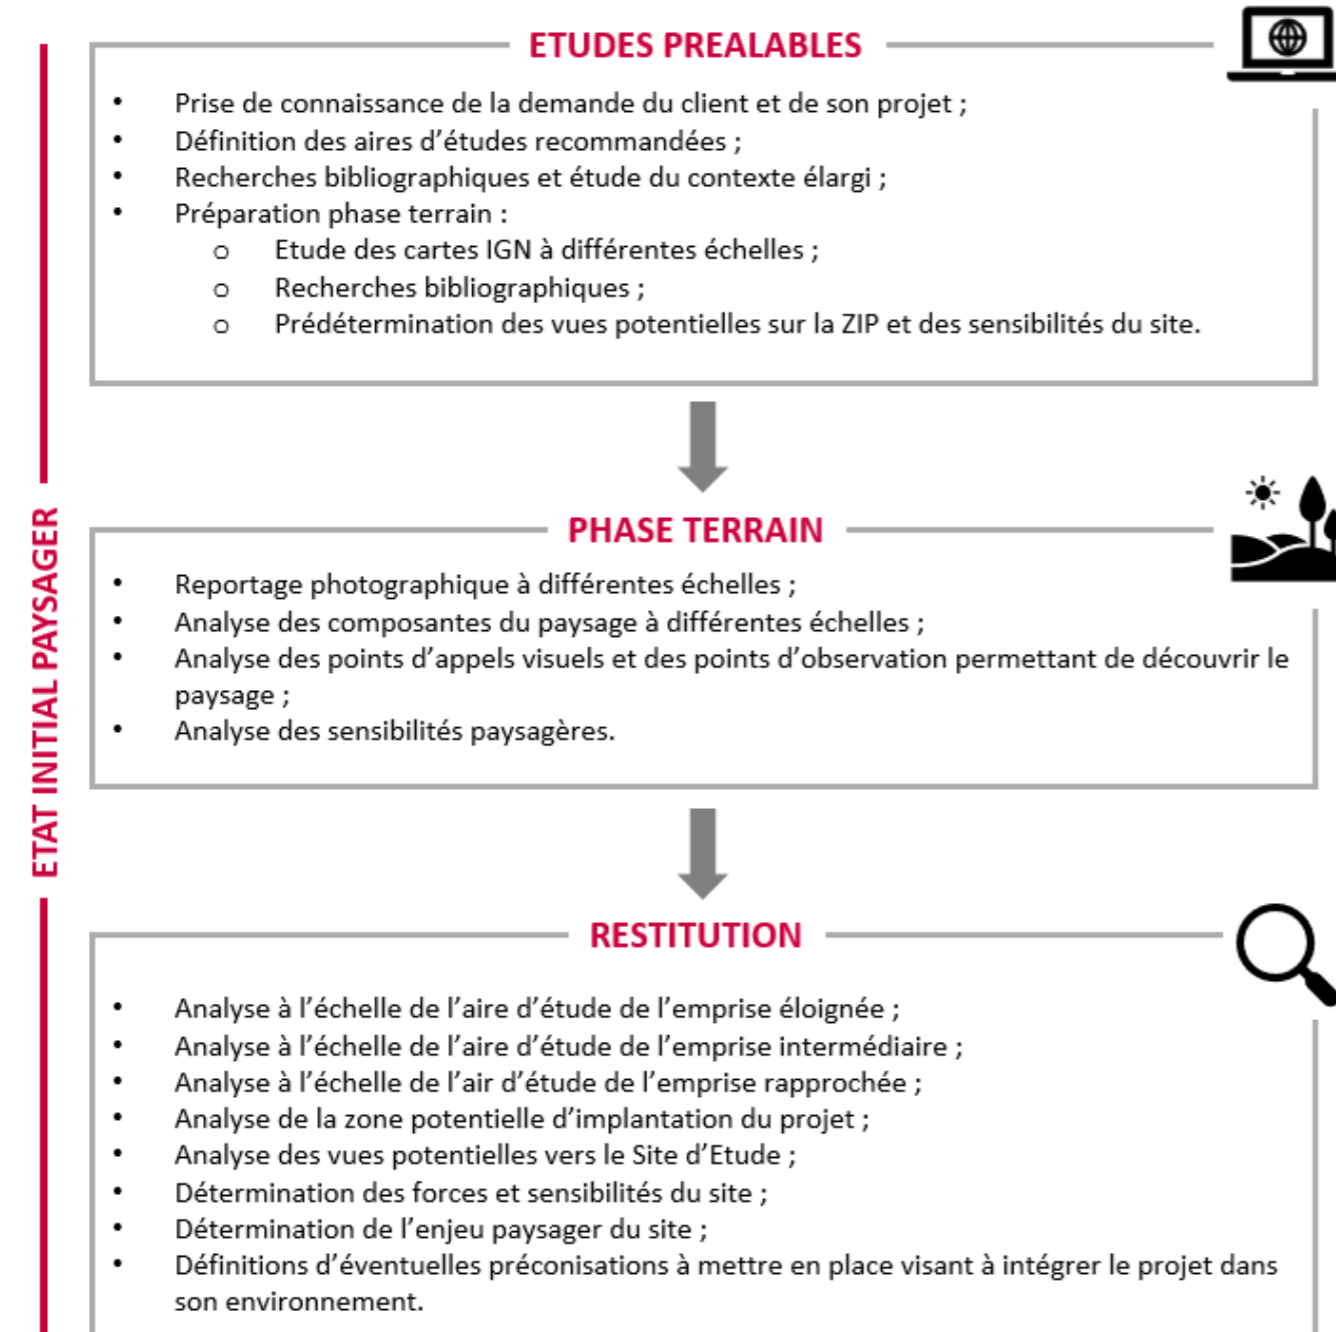 ETAT INITIAL PAYSAGER
ETUDES PREALABLES
• Prise de connaissance de la demande du client et de son projet ;
• Définition des aires d’études recommandées ;
• Recherches bibliographiques et étude du contexte élargi ;
• Préparation phase terrain :
o Etude des cartes IGN à différentes échelles ;
o Recherches bibliographiques ;
o Prédétermination des vues potentielles sur la ZIP et des sensibilités du site.
PHASE TERRAIN
• Reportage photographique à différentes échelles ;
• Analyse des composantes du paysage à différentes échelles ;
• Analyse des points d’appels visuels et des points d’observation permettant de découvrir le
paysage ;
• Analyse des sensibilités paysagères.
RESTITUTION
• Analyse à l’échelle de l’aire d’étude de l’emprise éloignée ;
• Analyse à l’échelle de l’aire d’étude de l’emprise intermédiaire ;
• Analyse à l’échelle de l’air d’étude de l’emprise rapprochée ;
• Analyse de la zone potentielle d’implantation du projet ;
• Analyse des vues potentielles vers le Site d’Etude ;
• Détermination des forces et sensibilités du site ;
• Détermination de l’enjeu paysager du site ;
• Définitions d’éventuelles préconisations à mettre en place visant à intégrer le projet dans
son environnement.